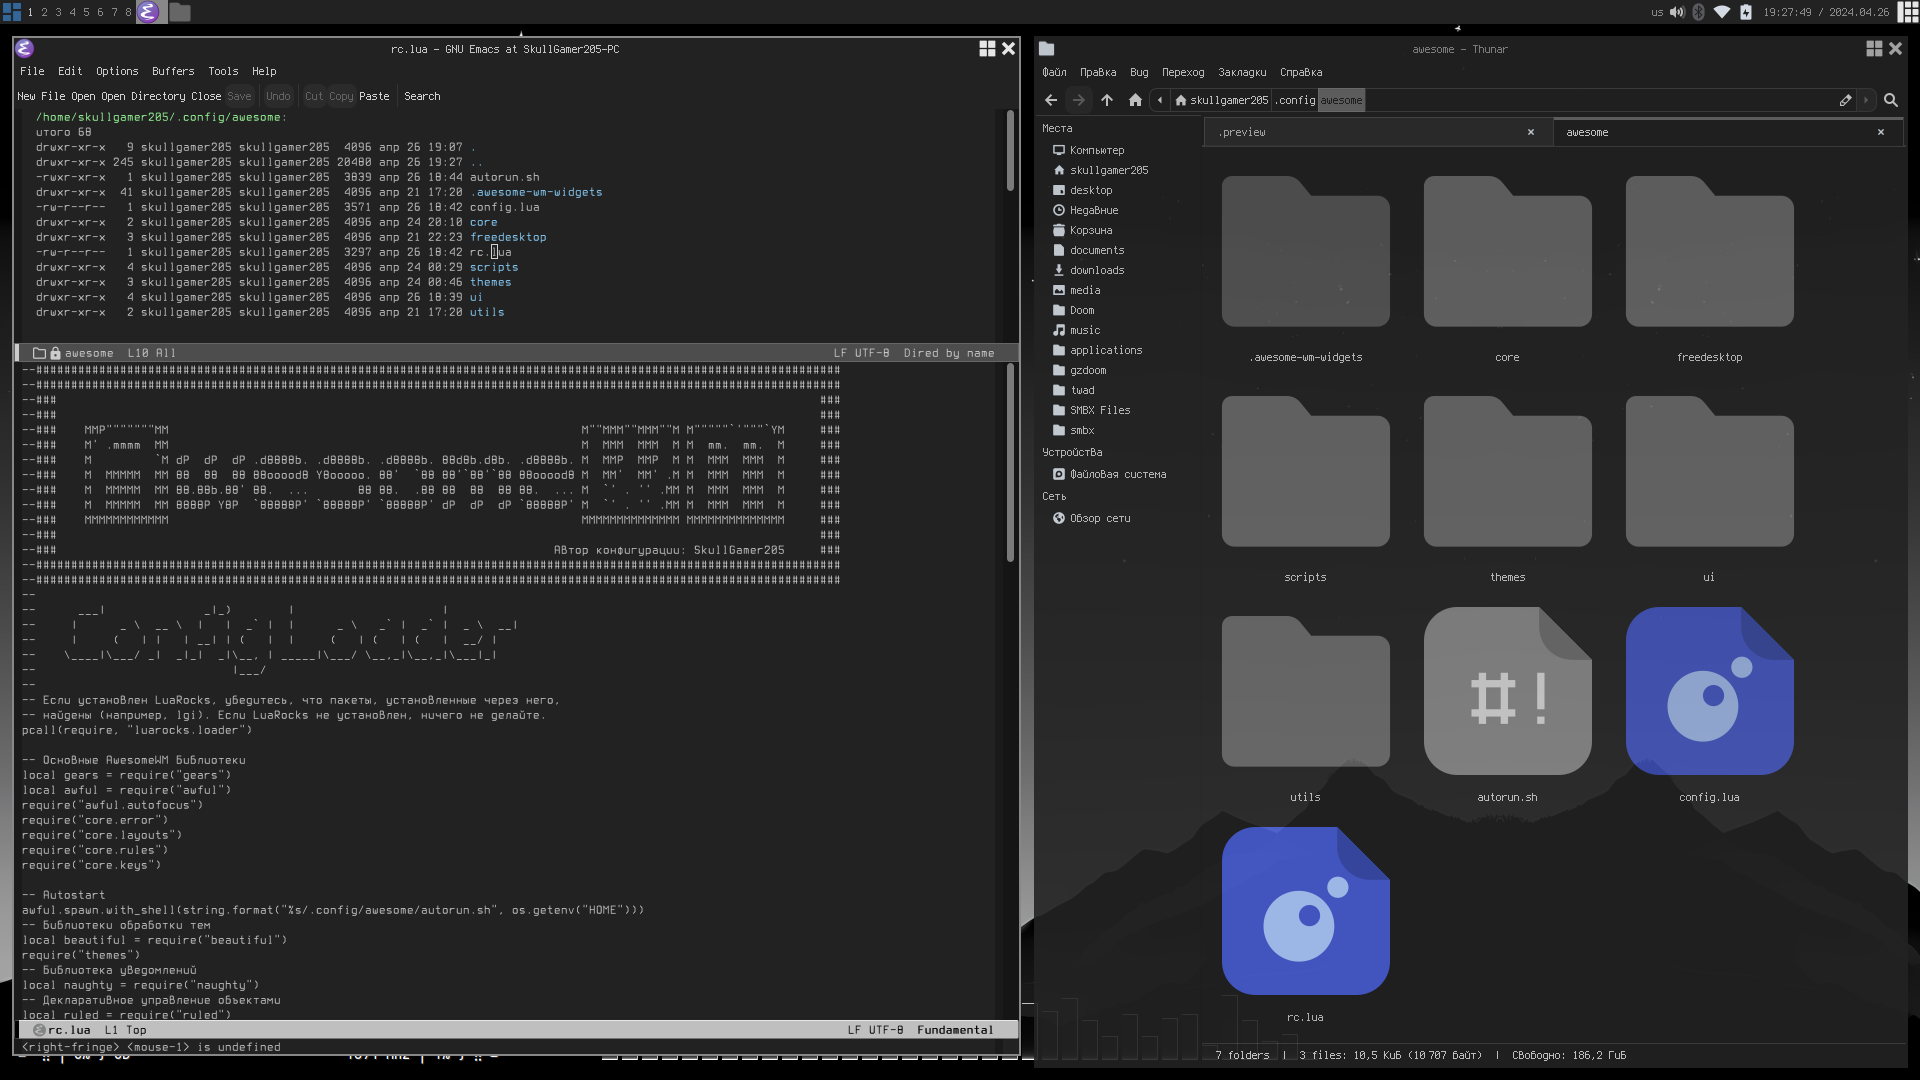 1 2 3 4 5 6 7 8
us 19:27:49 / 2024.04.26
rc.lua - GNU Emacs at SkullGamer205-PC
File Edit Options Buffers Tools Help
New File Open Open Directory Close Save Undo Cut Copy Paste Search
/home/skullgamer205/.config/awesome:
итого 68
drwxr-xr-x 9 skullgamer205 skullgamer205 4096 апр 26 19:07 .
drwxr-xr-x 245 skullgamer205 skullgamer205 20480 апр 26 19:27 ..
-rwxr-xr-x 1 skullgamer205 skullgamer205 3839 апр 26 18:44 autorun.sh
drwxr-xr-x 41 skullgamer205 skullgamer205 4096 апр 21 17:20 .awesome-wm-widgets
-rw-r--r-- 1 skullgamer205 skullgamer205 3571 апр 26 18:42 config.lua
drwxr-xr-x 2 skullgamer205 skullgamer205 4096 апр 24 20:10 core
drwxr-xr-x 3 skullgamer205 skullgamer205 4096 апр 21 22:23 freedesktop
-rw-r--r-- 1 skullgamer205 skullgamer205 3297 апр 26 18:42 rc.lua
drwxr-xr-x 4 skullgamer205 skullgamer205 4096 апр 24 00:29 scripts
drwxr-xr-x 3 skullgamer205 skullgamer205 4096 апр 24 00:46 themes
drwxr-xr-x 4 skullgamer205 skullgamer205 4096 апр 26 18:39 ui
drwxr-xr-x 2 skullgamer205 skullgamer205 4096 апр 21 17:20 utils
awesome L10 All LF UTF-8 Dired by name
Автор конфигурации: SkullGamer205
-- Если установлен LuaRocks, убедитесь, что пакеты, установленные через него,
-- найдены (например, lgi). Если LuaRocks не установлен, ничего не делайте.
pcall(require, "luarocks.loader")
-- Основные AwesomeWM Библиотеки
local gears = require("gears")
local awful = require("awful")
require("awful.autofocus")
require("core.error")
require("core.layouts")
require("core.rules")
require("core.keys")
-- Autostart
awful.spawn.with_shell(string.format("%s/.config/awesome/autorun.sh", os.getenv("HOME")))
-- Библиотеки обработки тем
local beautiful = require("beautiful")
require("themes")
-- Библиотека уведомлений
local naughty = require("naughty")
-- Декларативное управление объектами
local ruled = require("ruled")
rc.lua L1 Top LF UTF-8 Fundamental
<right-fringe> <mouse-1> is undefined
awesome - Thunar
Файл Правка Вид Переход Закладки Справка
skullgamer205 .config awesome
.preview
awesome
Места
Компьютер
skullgamer205
desktop
Недавние
Корзина
documents
downloads
media
Doom
music
applications
gzdoom
twad
SMBX Files
smbx
Устройства
Файловая система
Сеть
Обзор сети
.awesome-wm-widgets
core
freedesktop
scripts
themes
ui
utils
#!
autorun.sh
config.lua
rc.lua
7 folders | 3 files: 10,5 КиБ (10 707 байт) | Свободно: 186,2 ГиБ